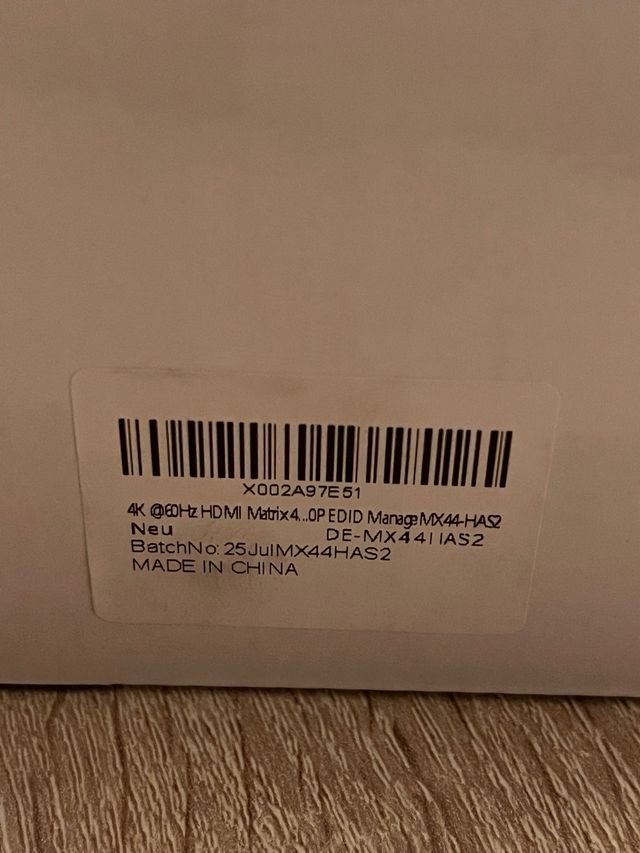 X002A97E51
4K @60Hz HDMI Matrix 4...0P EDID Manage MX44-HAS2
Neu DE-MX44HAS2
BatchNo: 25JulMX44HAS2
MADE IN CHINA